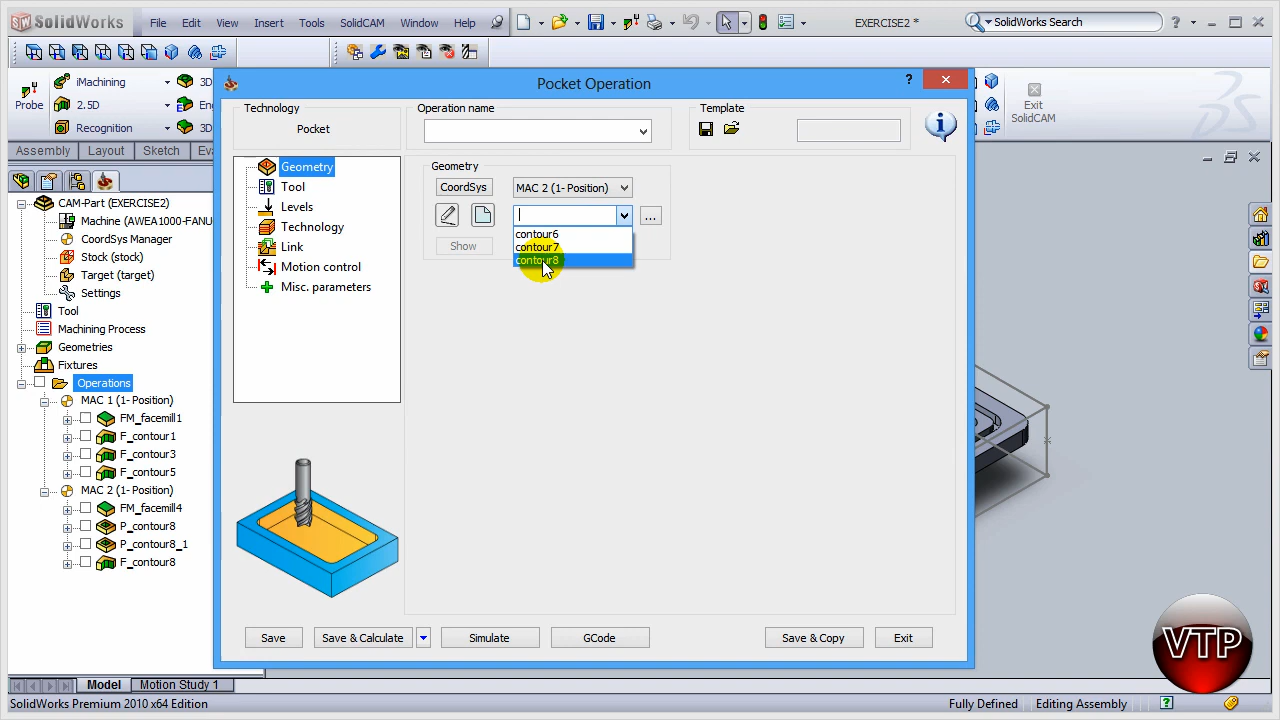 SolidWorks File Edit View Insert Tools SolidCAM Window Help EXERCISE2 * SolidWorks Search ?
Probe
iMachining
2.5D
Recognition
3D
3D
Exit
SolidCAM
Assembly Layout Sketch
Pocket Operation ?
Technology
Pocket
Operation name
Template
Geometry
Tool
Levels
Technology
Link
Motion control
Misc. parameters
Geometry
CoordSys MAC 2 (1- Position)
...
Show
contour6
contour7
contour8
CAM-Part (EXERCISE2)
Machine (AWEA1000-FANU
CoordSys Manager
Stock (stock)
Target (target)
Settings
Tool
Machining Process
Geometries
Fixtures
Operations
MAC 1 (1- Position)
FM_facemill1
F_contour1
F_contour3
F_contour5
MAC 2 (1- Position)
FM_facemill4
P_contour8
P_contour8_1
F_contour8
Save Save & Calculate Simulate GCode Save & Copy Exit
VTP
Model Motion Study 1
SolidWorks Premium 2010 x64 Edition Fully Defined Editing Assembly ?